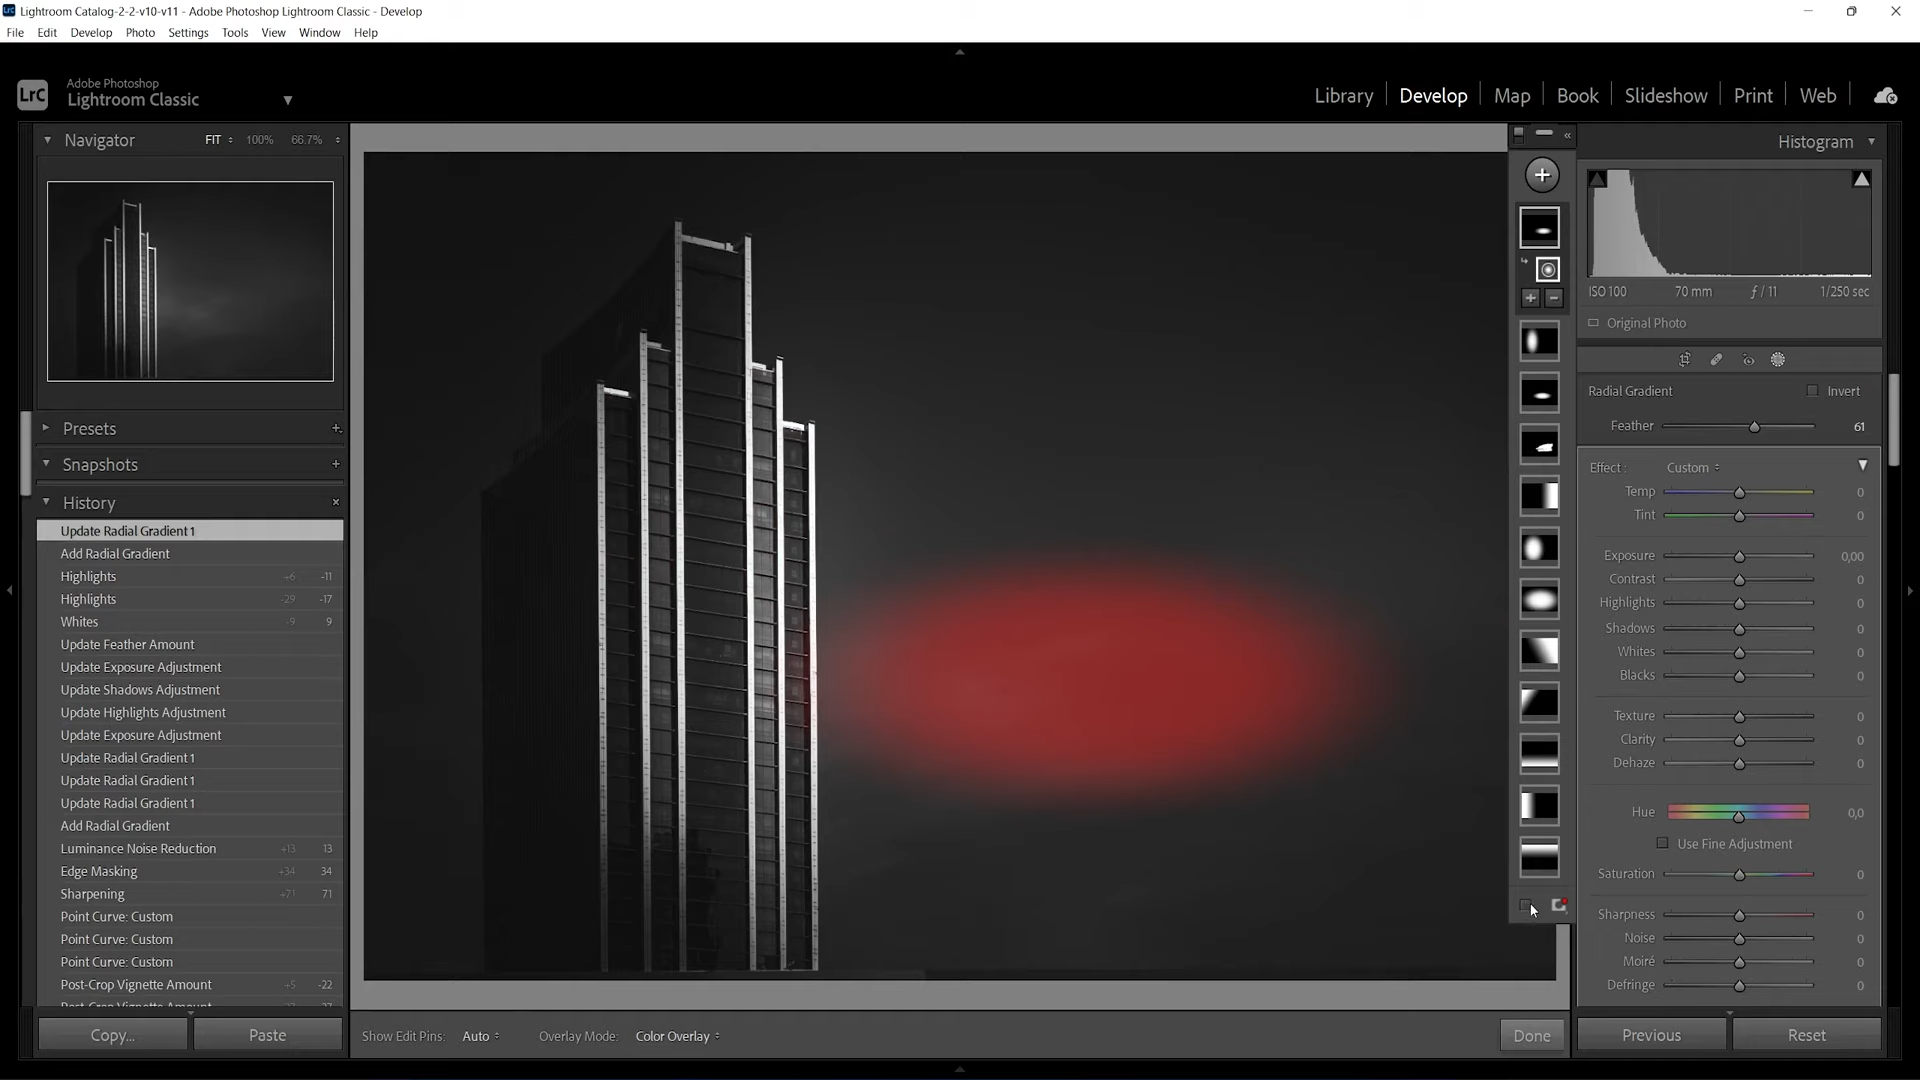 Lightroom Catalog-2-2-v10-v11 - Adobe Photoshop Lightroom Classic - Develop
File Edit Develop Photo Settings Tools View Window Help
LrC
Adobe Photoshop
Lightroom Classic
Library Develop Map Book Slideshow Print Web
Navigator FIT 100% 66.7%
Presets
Snapshots
History
Update Radial Gradient 1
Add Radial Gradient
Highlights +6 -11
Highlights -29 -17
Whites -9 9
Update Feather Amount
Update Exposure Adjustment
Update Shadows Adjustment
Update Highlights Adjustment
Update Exposure Adjustment
Update Radial Gradient 1
Update Radial Gradient 1
Update Radial Gradient 1
Add Radial Gradient
Luminance Noise Reduction +13 13
Edge Masking +34 34
Sharpening +71 71
Point Curve: Custom
Point Curve: Custom
Point Curve: Custom
Post-Crop Vignette Amount +5 -22
Copy... Paste
Show Edit Pins: Auto Overlay Mode: Color Overlay Done
Histogram
ISO 100 70 mm ƒ / 11 1/250 sec
Original Photo
Radial Gradient Invert
Feather 61
Effect : Custom
Temp 0
Tint 0
Exposure 0,00
Contrast 0
Highlights 0
Shadows 0
Whites 0
Blacks 0
Texture 0
Clarity 0
Dehaze 0
Hue 0,0
Use Fine Adjustment
Saturation 0
Sharpness 0
Noise 0
Moiré 0
Defringe 0
Previous Reset